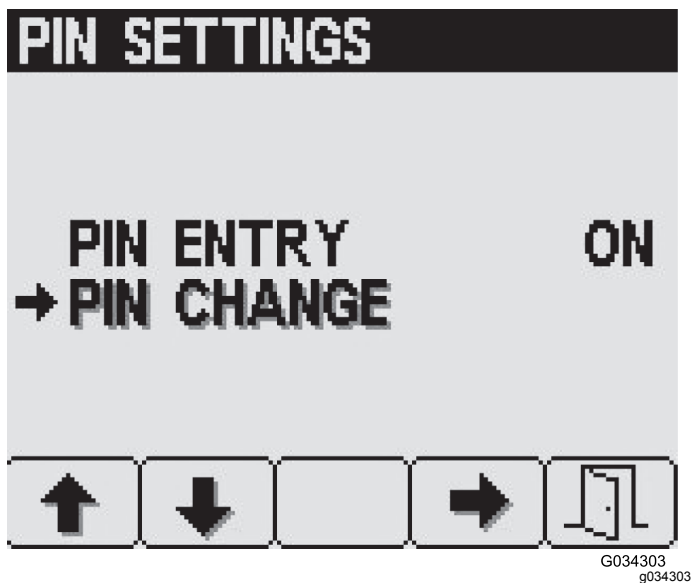 PIN SETTINGS
PIN ENTRY ON
PIN CHANGE
G034303
g034303